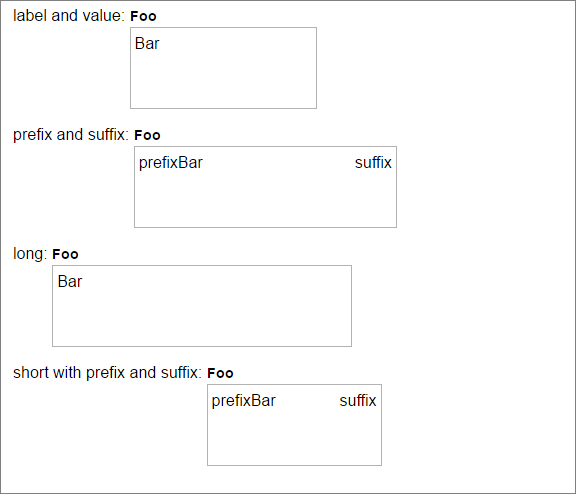 label and value: Foo
Bar
prefix and suffix: Foo
prefixBar suffix
long: Foo
Bar
short with prefix and suffix: Foo
prefixBar suffix